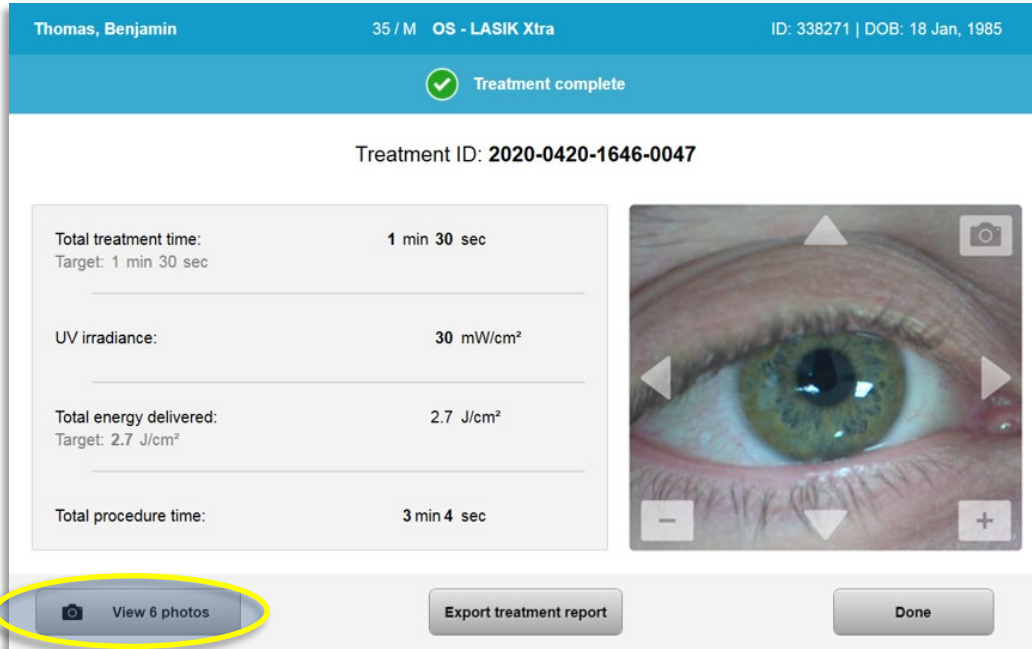 Thomas, Benjamin 35 / M OS - LASIK Xtra ID: 338271 | DOB: 18 Jan, 1985
Treatment complete
Treatment ID: 2020-0420-1646-0047
Total treatment time: 1 min 30 sec
Target: 1 min 30 sec
UV irradiance: 30 mW/cm²
Total energy delivered: 2.7 J/cm²
Target: 2.7 J/cm²
Total procedure time: 3 min 4 sec
View 6 photos Export treatment report Done